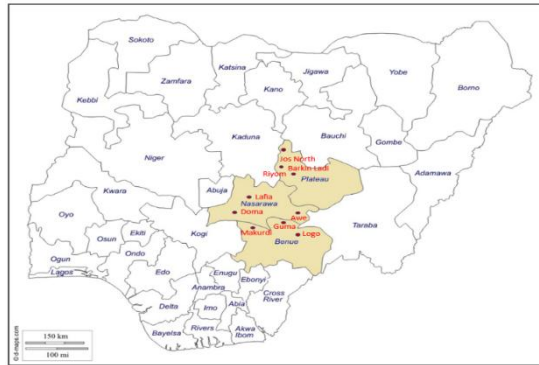 Sokoto
Katsina
Jigawa
Yobe
Borno
Zamfara
Kano
Kebbi
Kaduna
Bauchi
Gombe
Adamawa
Niger
Jos North
Barkin Ladi
Riyom
Plateau
Kwara
Abuja
Lafia
Nasarawa
Doma
Awe
Taraba
Oyo
Guma
Ekiti
Kogi
Makurdi
Logo
Osun
Benue
Ondo
Ogun
Enugu
Lagos
Edo
Ebonyi
Anambra
Cross
River
Delta
Imo
Abia
Rivers
Akwa
Ibom
Bayelsa
150 km
100 mi
© d-maps.com